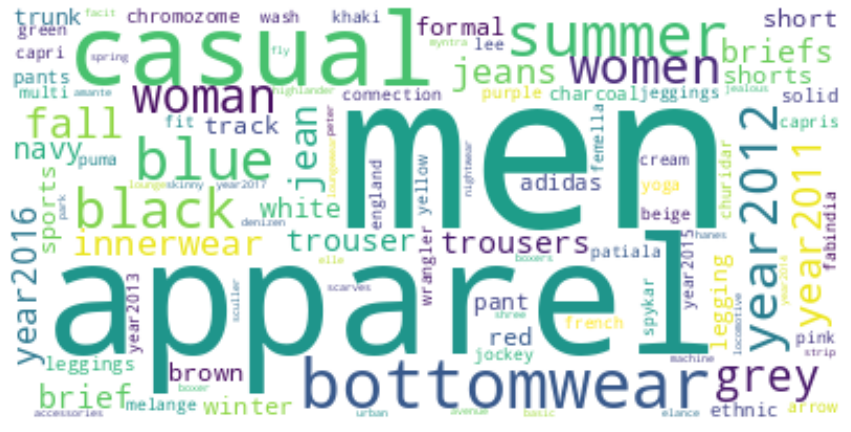 trunk facit chromozome wash khaki formal summer short
green casual lee myntra women briefs
capri spring fly jeans shorts
pants highlander connection purple charcoal jeggings jealous solid
multi amante woman men capris
fall fit track jean peter femella
navy puma blue loungewear england yellow nightwear adidas cream churidar year2012 year2011 fabindia
lounge skinny year2017 yoga
sports park black white beige
denizen hanes
year2016 innerwear trouser wrangler trousers patiala year2015
elle boxers
apparel
year2013 sculler scarves pant shree french spykar legging locomotive year2014
red pink
leggings jockey machine strip
brown bottomwear grey
brief boxer
melange winter ethnic arrow
accessories urban avenue basic elance